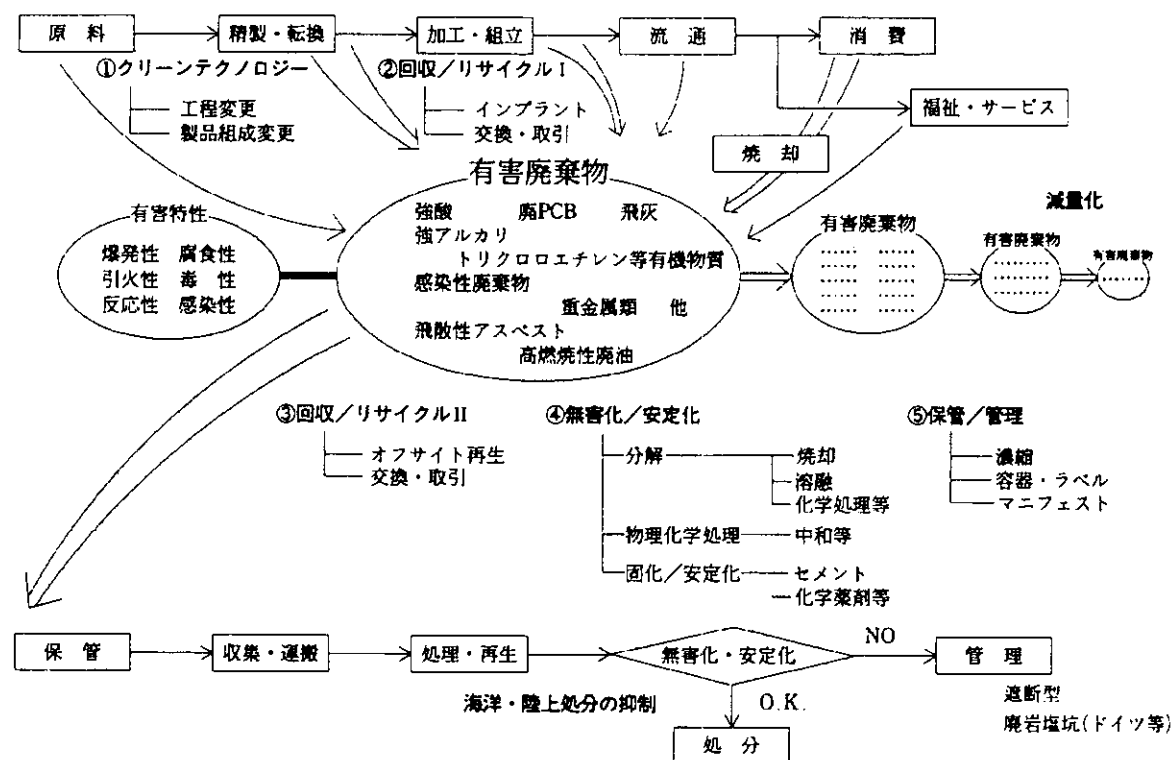 原料
精製・転換
加工・組立
流通
消費
①クリーンテクノロジー
工程変更
製品組成変更
②回収／リサイクルI
インプラント
交換・取引
福祉・サービス
焼却
有害廃棄物
強酸 廃PCB 飛灰
強アルカリ
トリクロロエチレン等有機物質
感染性廃棄物
重金属類 他
飛散性アスベスト
高燃焼性廃油
有害特性
爆発性 腐食性
引火性 毒性
反応性 感染性
減量化
有害廃棄物
有害廃棄物
有害廃棄物
③回収／リサイクルII
オフサイト再生
交換・取引
④無害化／安定化
分解
焼却
溶融
化学処理等
物理化学処理
中和等
固化／安定化
セメント
化学薬剤等
⑤保管／管理
濃縮
容器・ラベル
マニフェスト
保管
収集・運搬
処理・再生
無害化・安定化
NO
管理
海洋・陸上処分の抑制
O.K.
遮断型
廃岩塩坑(ドイツ等)
処分